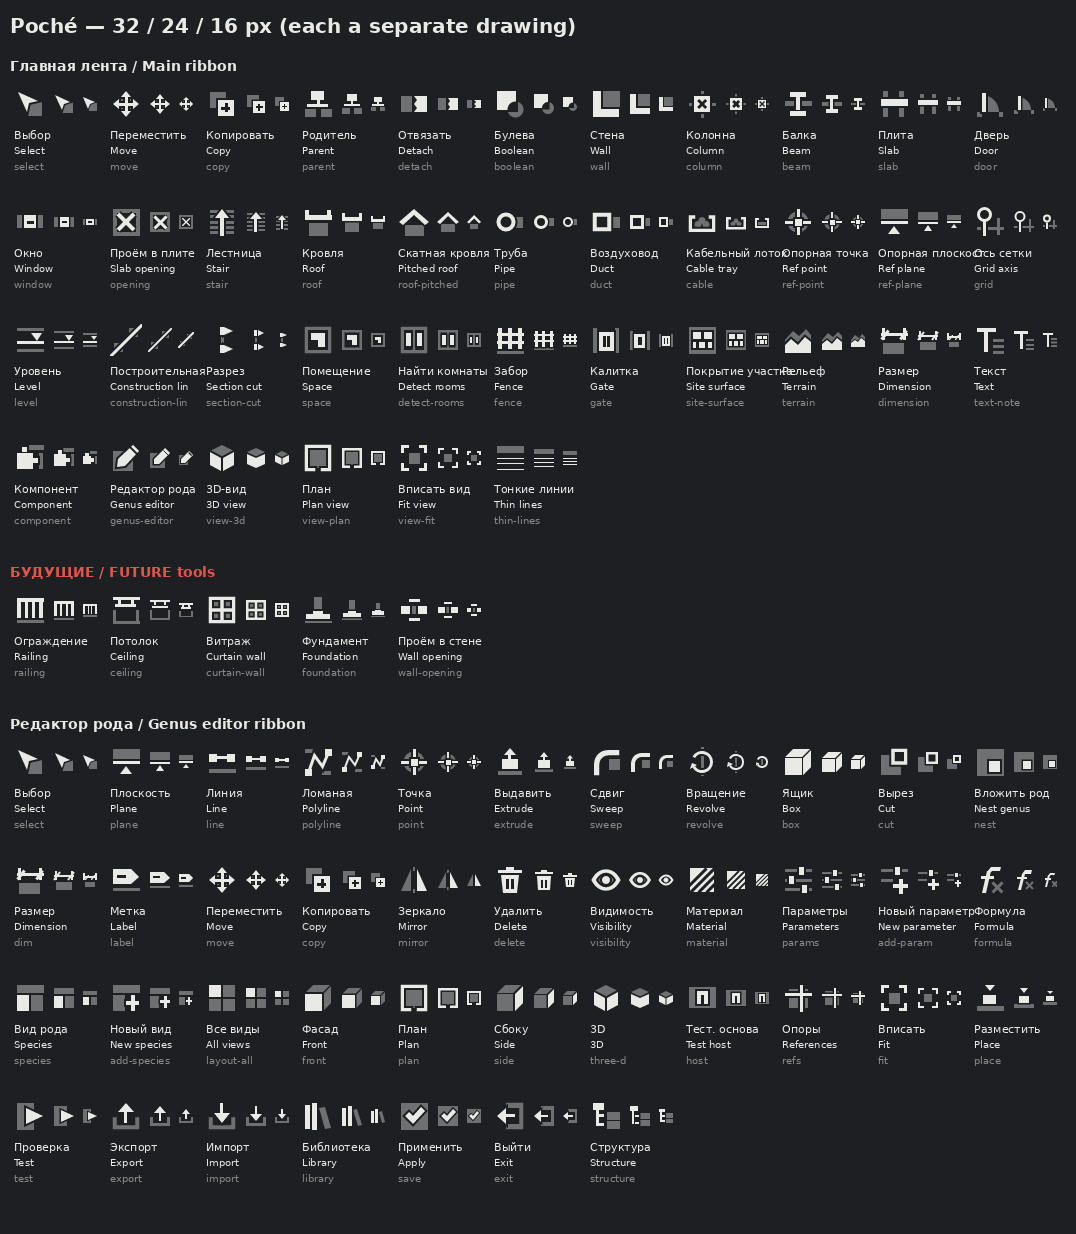 Poché — 32 / 24 / 16 px (each a separate drawing)
Главная лента / Main ribbon
Выбор Переместить Копировать Родитель Отвязать Булева Стена Колонна Балка Плита Дверь
Select Move Copy Parent Detach Boolean Wall Column Beam Slab Door
select move copy parent detach boolean wall column beam slab door
Окно Проём в плите Лестница Кровля Скатная кровля Труба Воздуховод Кабельный лоток Опорная точка Опорная плоскост Ось сетки
Window Slab opening Stair Roof Pitched roof Pipe Duct Cable tray Ref point Ref plane Grid axis
window opening stair roof roof-pitched pipe duct cable ref-point ref-plane grid
Уровень Построительная Разрез Помещение Найти комнаты Забор Калитка Покрытие участка Рельеф Размер Текст
Level Construction lin Section cut Space Detect rooms Fence Gate Site surface Terrain Dimension Text
level construction-lin section-cut space detect-rooms fence gate site-surface terrain dimension text-note
Компонент Редактор рода 3D-вид План Вписать вид Тонкие линии
Component Genus editor 3D view Plan view Fit view Thin lines
component genus-editor view-3d view-plan view-fit thin-lines
БУДУЩИЕ / FUTURE tools
Ограждение Потолок Витраж Фундамент Проём в стене
Railing Ceiling Curtain wall Foundation Wall opening
railing ceiling curtain-wall foundation wall-opening
Редактор рода / Genus editor ribbon
Выбор Плоскость Линия Ломаная Точка Выдавить Сдвиг Вращение Ящик Вырез Вложить род
Select Plane Line Polyline Point Extrude Sweep Revolve Box Cut Nest genus
select plane line polyline point extrude sweep revolve box cut nest
Размер Метка Переместить Копировать Зеркало Удалить Видимость Материал Параметры Новый параметр Формула
Dimension Label Move Copy Mirror Delete Visibility Material Parameters New parameter Formula
dim label move copy mirror delete visibility material params add-param formula
Вид рода Новый вид Все виды Фасад План Сбоку 3D Тест. основа Опоры Вписать Разместить
Species New species All views Front Plan Side 3D Test host References Fit Place
species add-species layout-all front plan side three-d host refs fit place
Проверка Экспорт Импорт Библиотека Применить Выйти Структура
Test Export Import Library Apply Exit Structure
test export import library save exit structure